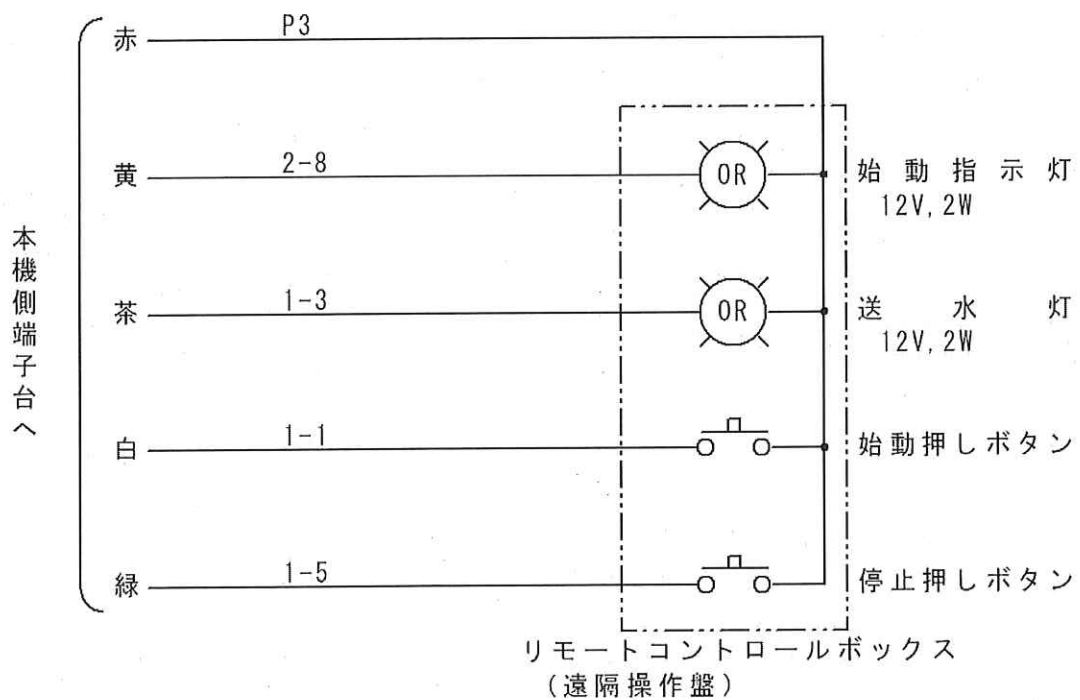 本機側端子台へ
赤 P3
黄 2-8 OR 始動指示灯
12V,2W
茶 1-3 OR 送水灯
12V,2W
白 1-1 始動押しボタン
緑 1-5 停止押しボタン
リモートコントロールボックス
(遠隔操作盤)